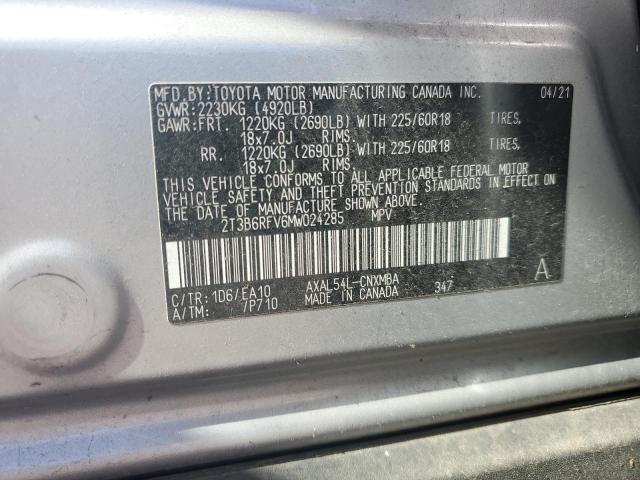 MFD.BY:TOYOTA MOTOR MANUFACTURING CANADA INC. 04/21
GVWR:2230KG (4920LB)
GAWR:FRT. 1220KG (2690LB) WITH 225/60R18 TIRES,
18x7.0J RIMS
RR. 1220KG (2690LB) WITH 225/60R18 TIRES,
18x7.0J RIMS
THIS VEHICLE CONFORMS TO ALL APPLICABLE FEDERAL MOTOR
VEHICLE SAFETY AND THEFT PREVENTION STANDARDS IN EFFECT ON
THE DATE OF MANUFACTURE SHOWN ABOVE.
2T3B6RFV6MW024285 MPV
C/TR:1D6/EA10 AXAL54L-CNXMBA 347 A
A/TM: 7P710 MADE IN CANADA